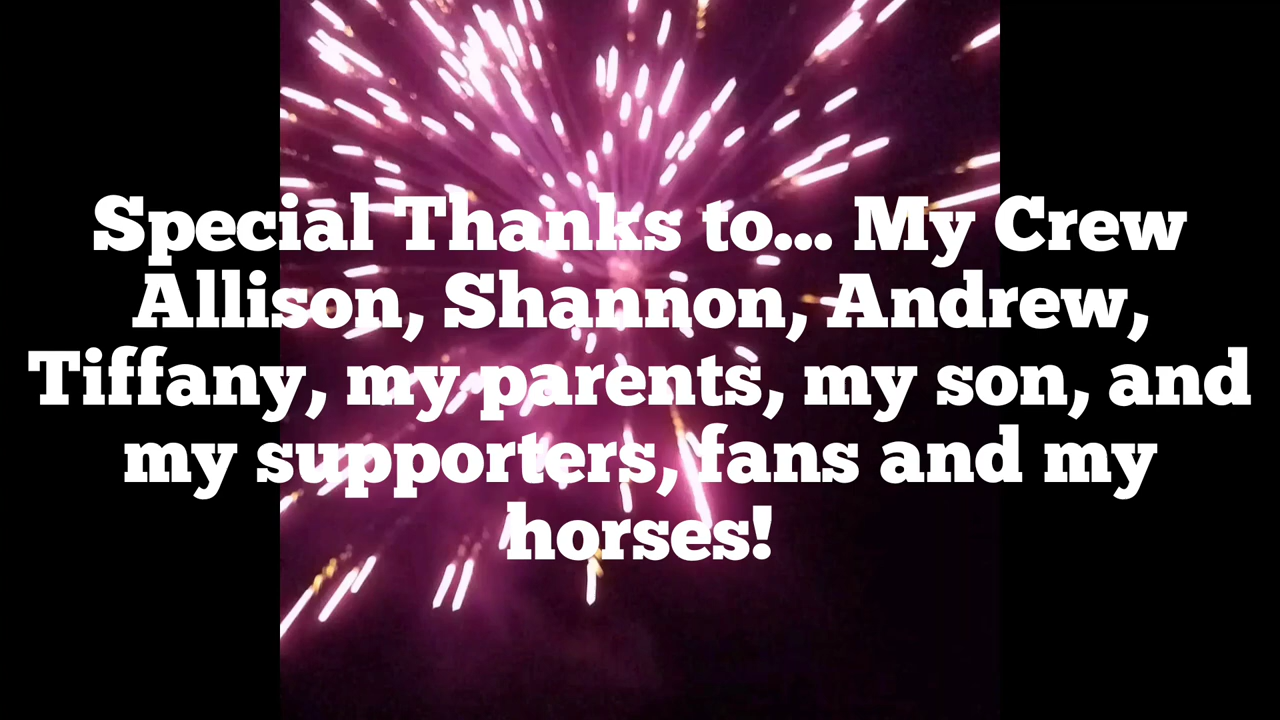 Special Thanks to... My Crew
Allison, Shannon, Andrew,
Tiffany, my parents, my son, and
my supporters, fans and my
horses!